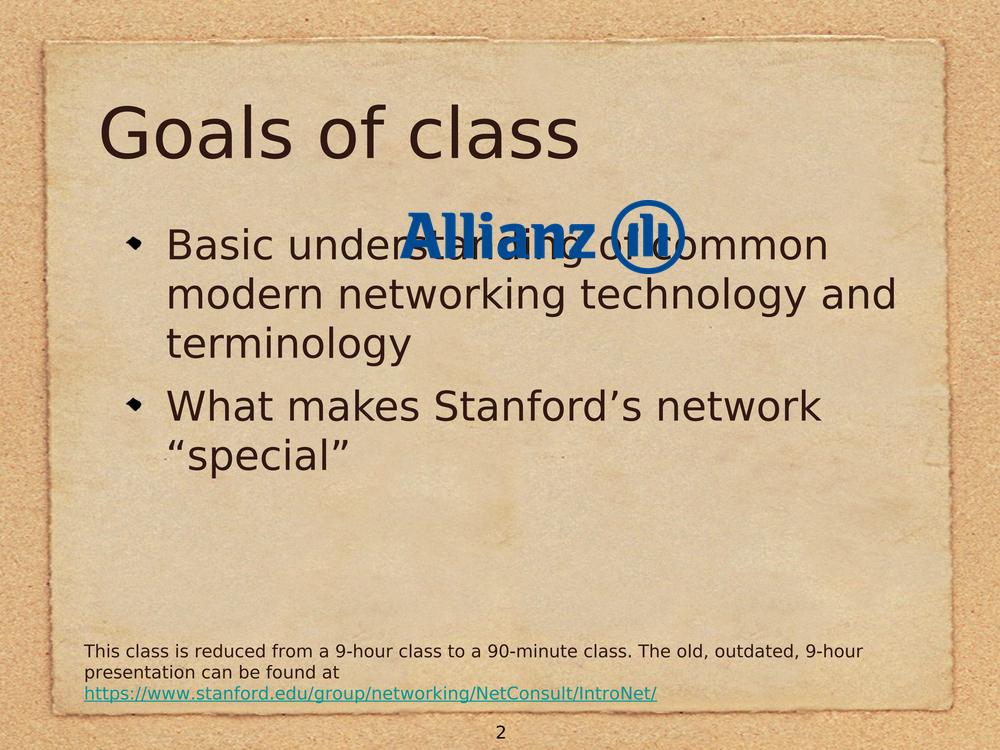 Goals of class
Allianz
Basic understanding of common
modern networking technology and
terminology
What makes Stanford’s network
“special”
This class is reduced from a 9-hour class to a 90-minute class. The old, outdated, 9-hour
presentation can be found at
https://www.stanford.edu/group/networking/NetConsult/IntroNet/
2